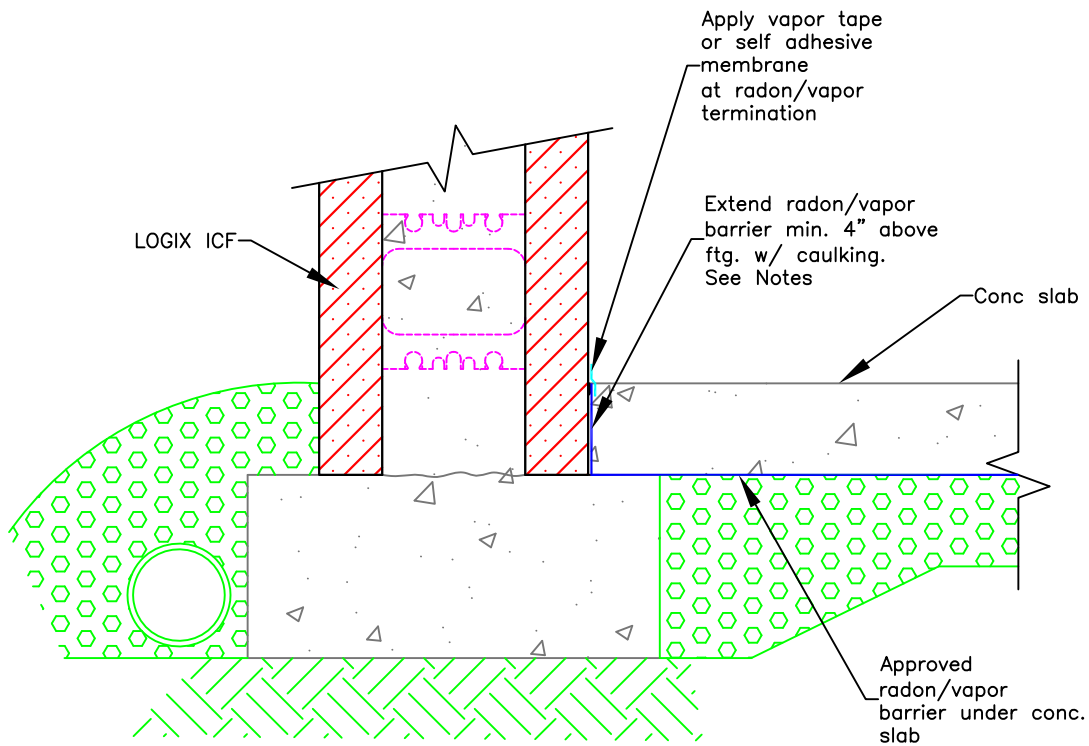 Apply vapor tape
or self adhesive
membrane
at radon/vapor
termination
Extend radon/vapor
barrier min. 4" above
ftg. w/ caulking.
See Notes
LOGIX ICF
Conc slab
Approved
radon/vapor
barrier under conc.
slab